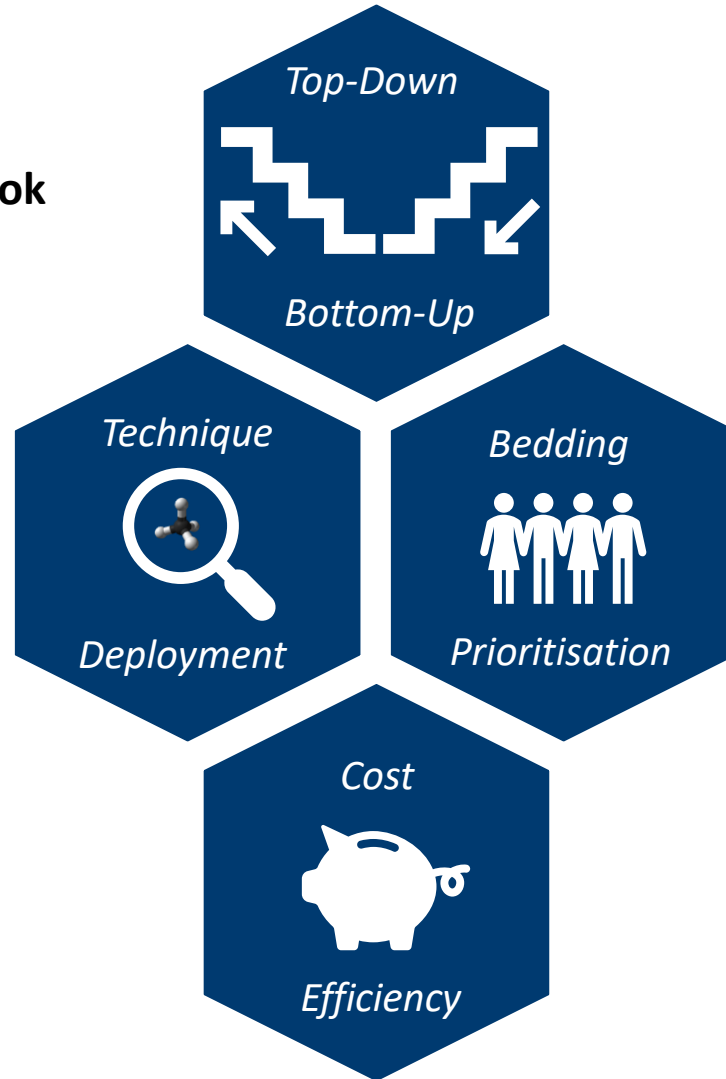 Top-Down
ok
Bottom-Up
Technique
Deployment
Bedding
Prioritisation
Cost
Efficiency